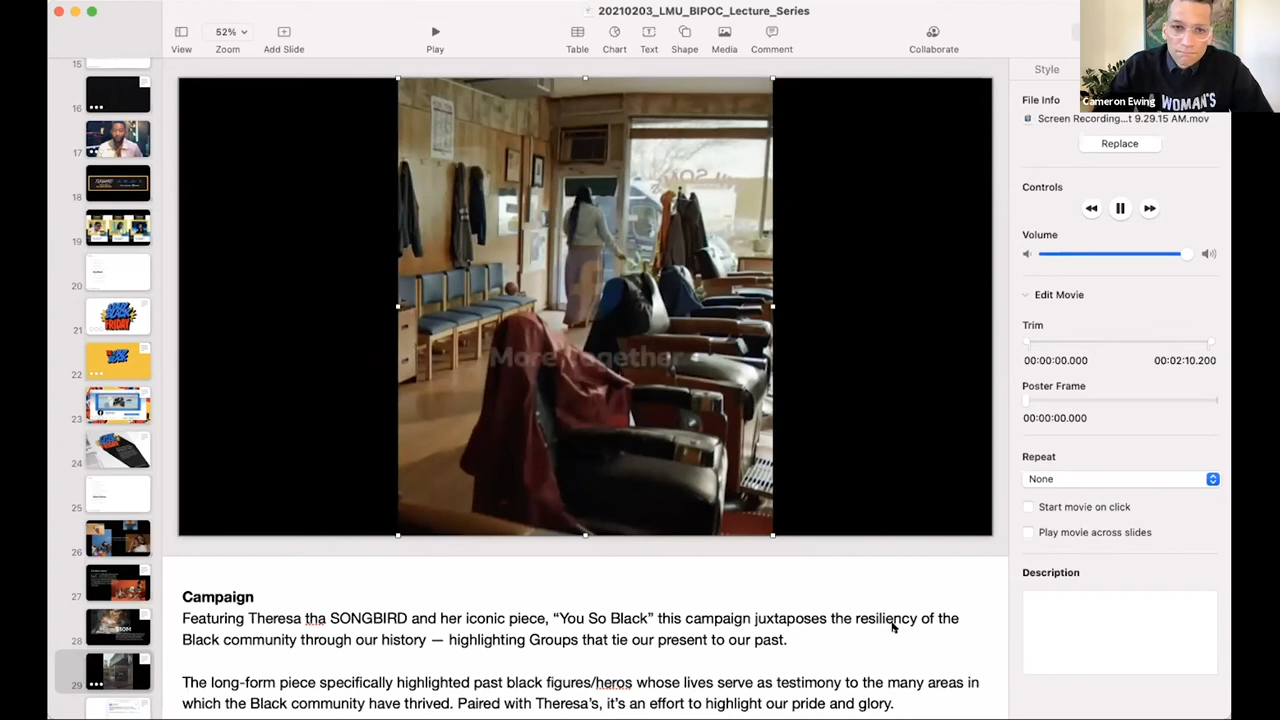 20210203_LMU_BIPOC_Lecture_Series
52%
View
Zoom
Add Slide
Play
Table
Chart
Text
Shape
Media
Comment
Collaborate
Cameron Ewing
WOMAN'S
Style
File Info
Screen Recording...t 9.29.15 AM.mov
Replace
Controls
Volume
Edit Movie
Trim
00:00:00.000
00:02:10.200
Poster Frame
00:00:00.000
Repeat
None
Start movie on click
Play movie across slides
Description
15
16
17
18
19
20
21
FRIDAY
22
23
24
25
26
27
28
29
More Together
Campaign
Featuring Theresa tha SONGBIRD and her iconic piece, “You So Black” this campaign juxtaposes the resiliency of the
Black community through our history — highlighting Groups that tie our present to our past.
The long-form piece specifically highlighted past black figures/heros whose lives serve as testimony to the many areas in
which the Black community have thrived. Paired with Theresa's, it's an effort to highlight our pride and glory.